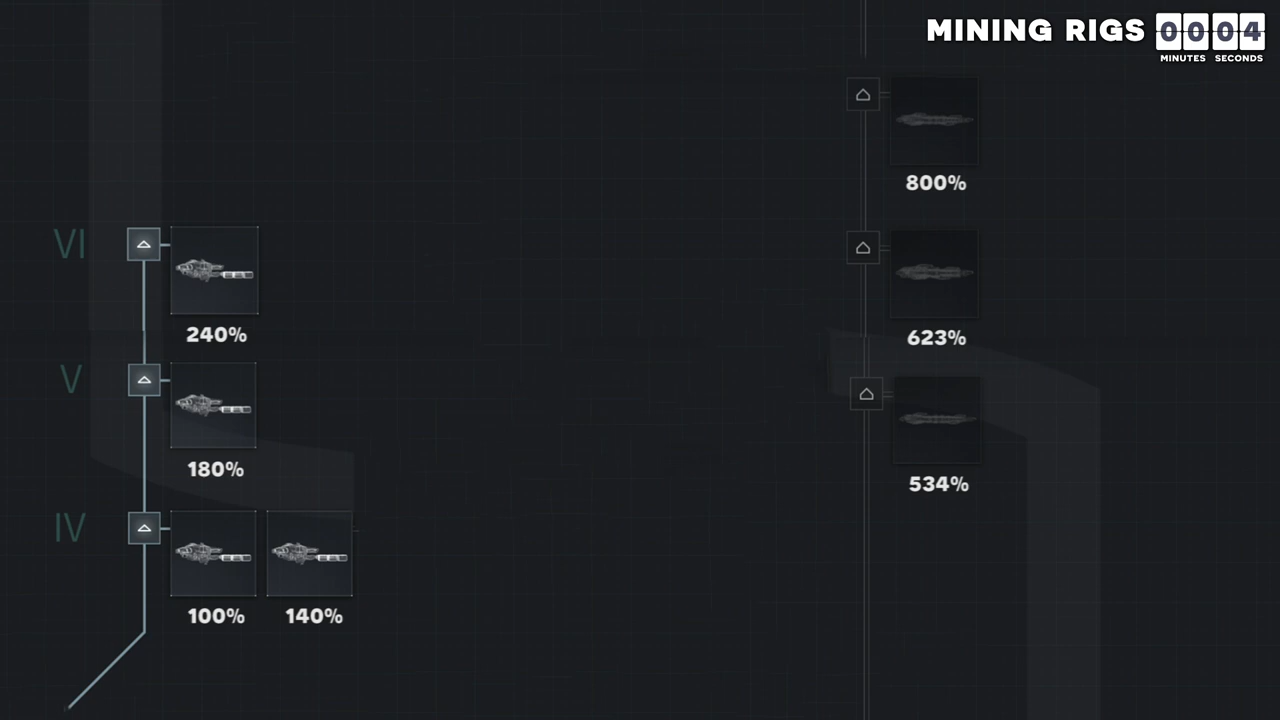 MINING RIGS 00 04
MINUTES SECONDS
800%
VI
240%
623%
V
180%
534%
IV
100% 140%